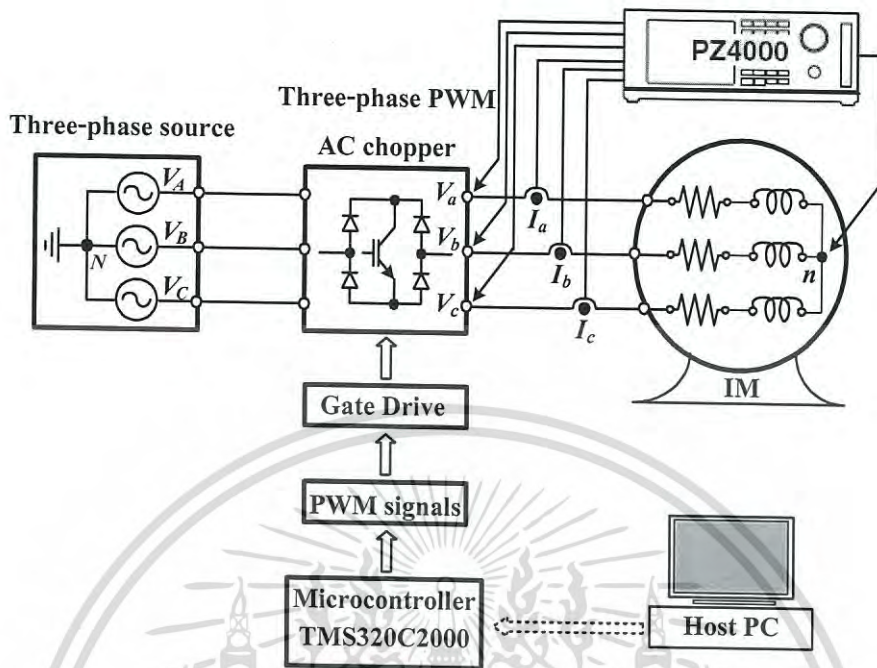 PZ4000
Three-phase PWM
AC chopper
Three-phase source
V_A
V_B
V_C
N
V_a
V_b
V_c
I_a
I_b
I_c
n
IM
Gate Drive
PWM signals
Microcontroller
TMS320C2000
Host PC